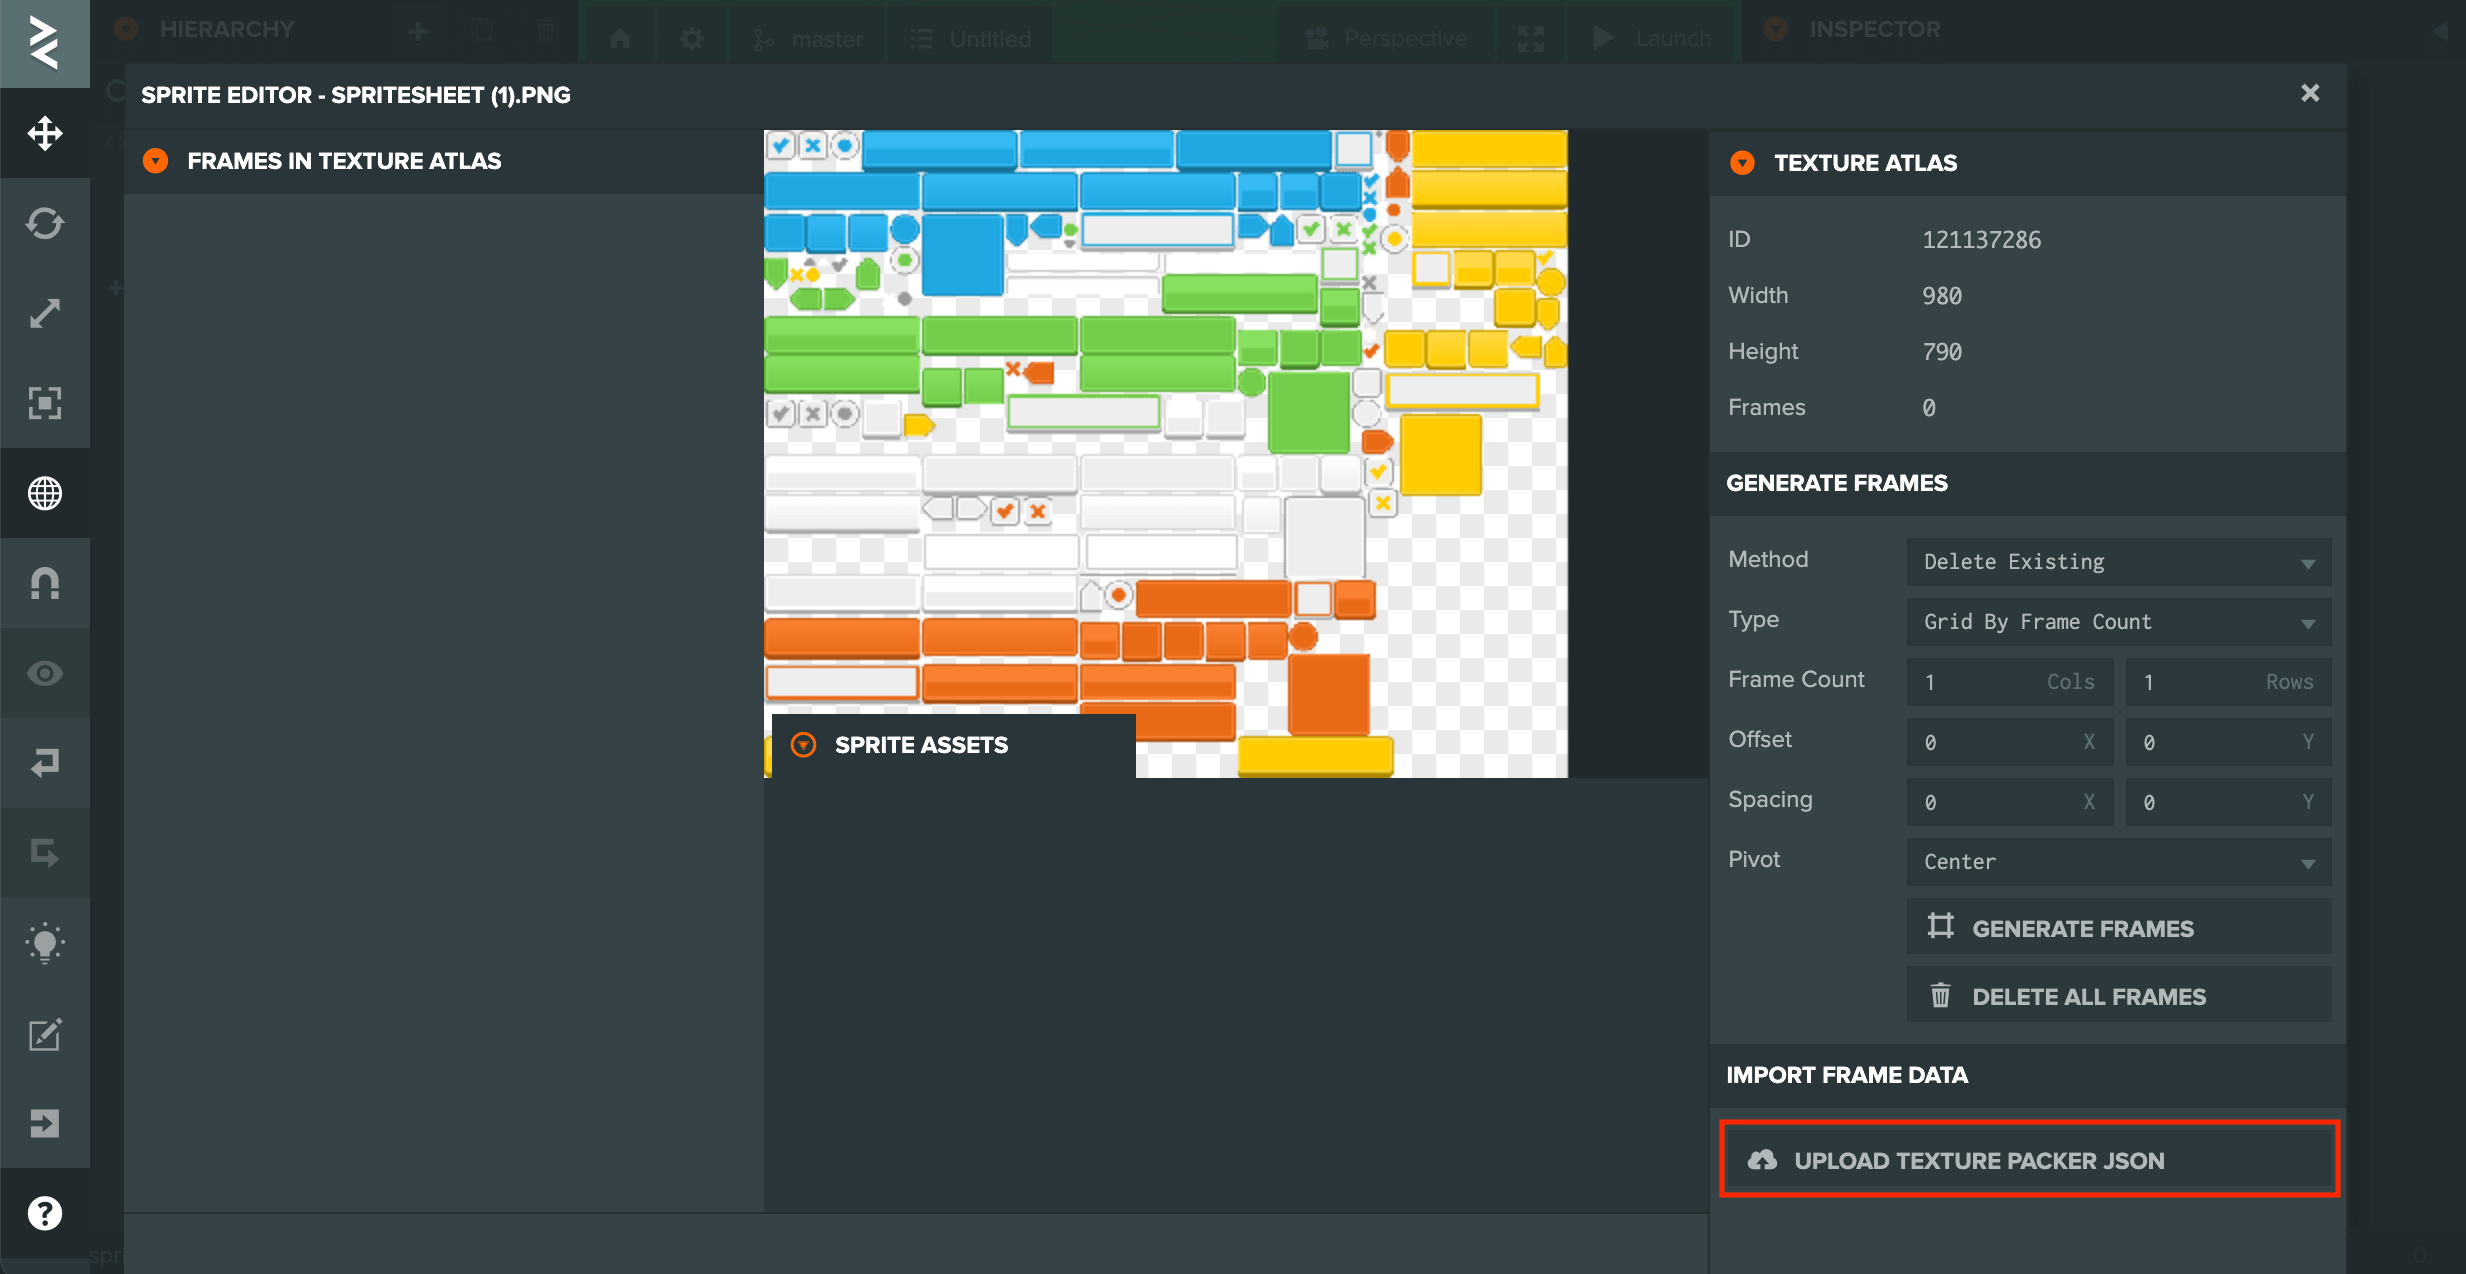 HIERARCHY
master
Untitled
Perspective
Launch
INSPECTOR
SPRITE EDITOR - SPRITESHEET (1).PNG
FRAMES IN TEXTURE ATLAS
TEXTURE ATLAS
ID 121137286
Width 980
Height 790
Frames 0
GENERATE FRAMES
Method Delete Existing
Type Grid By Frame Count
Frame Count 1 Cols 1 Rows
Offset 0 X 0 Y
Spacing 0 X 0 Y
Pivot Center
GENERATE FRAMES
DELETE ALL FRAMES
SPRITE ASSETS
IMPORT FRAME DATA
UPLOAD TEXTURE PACKER JSON